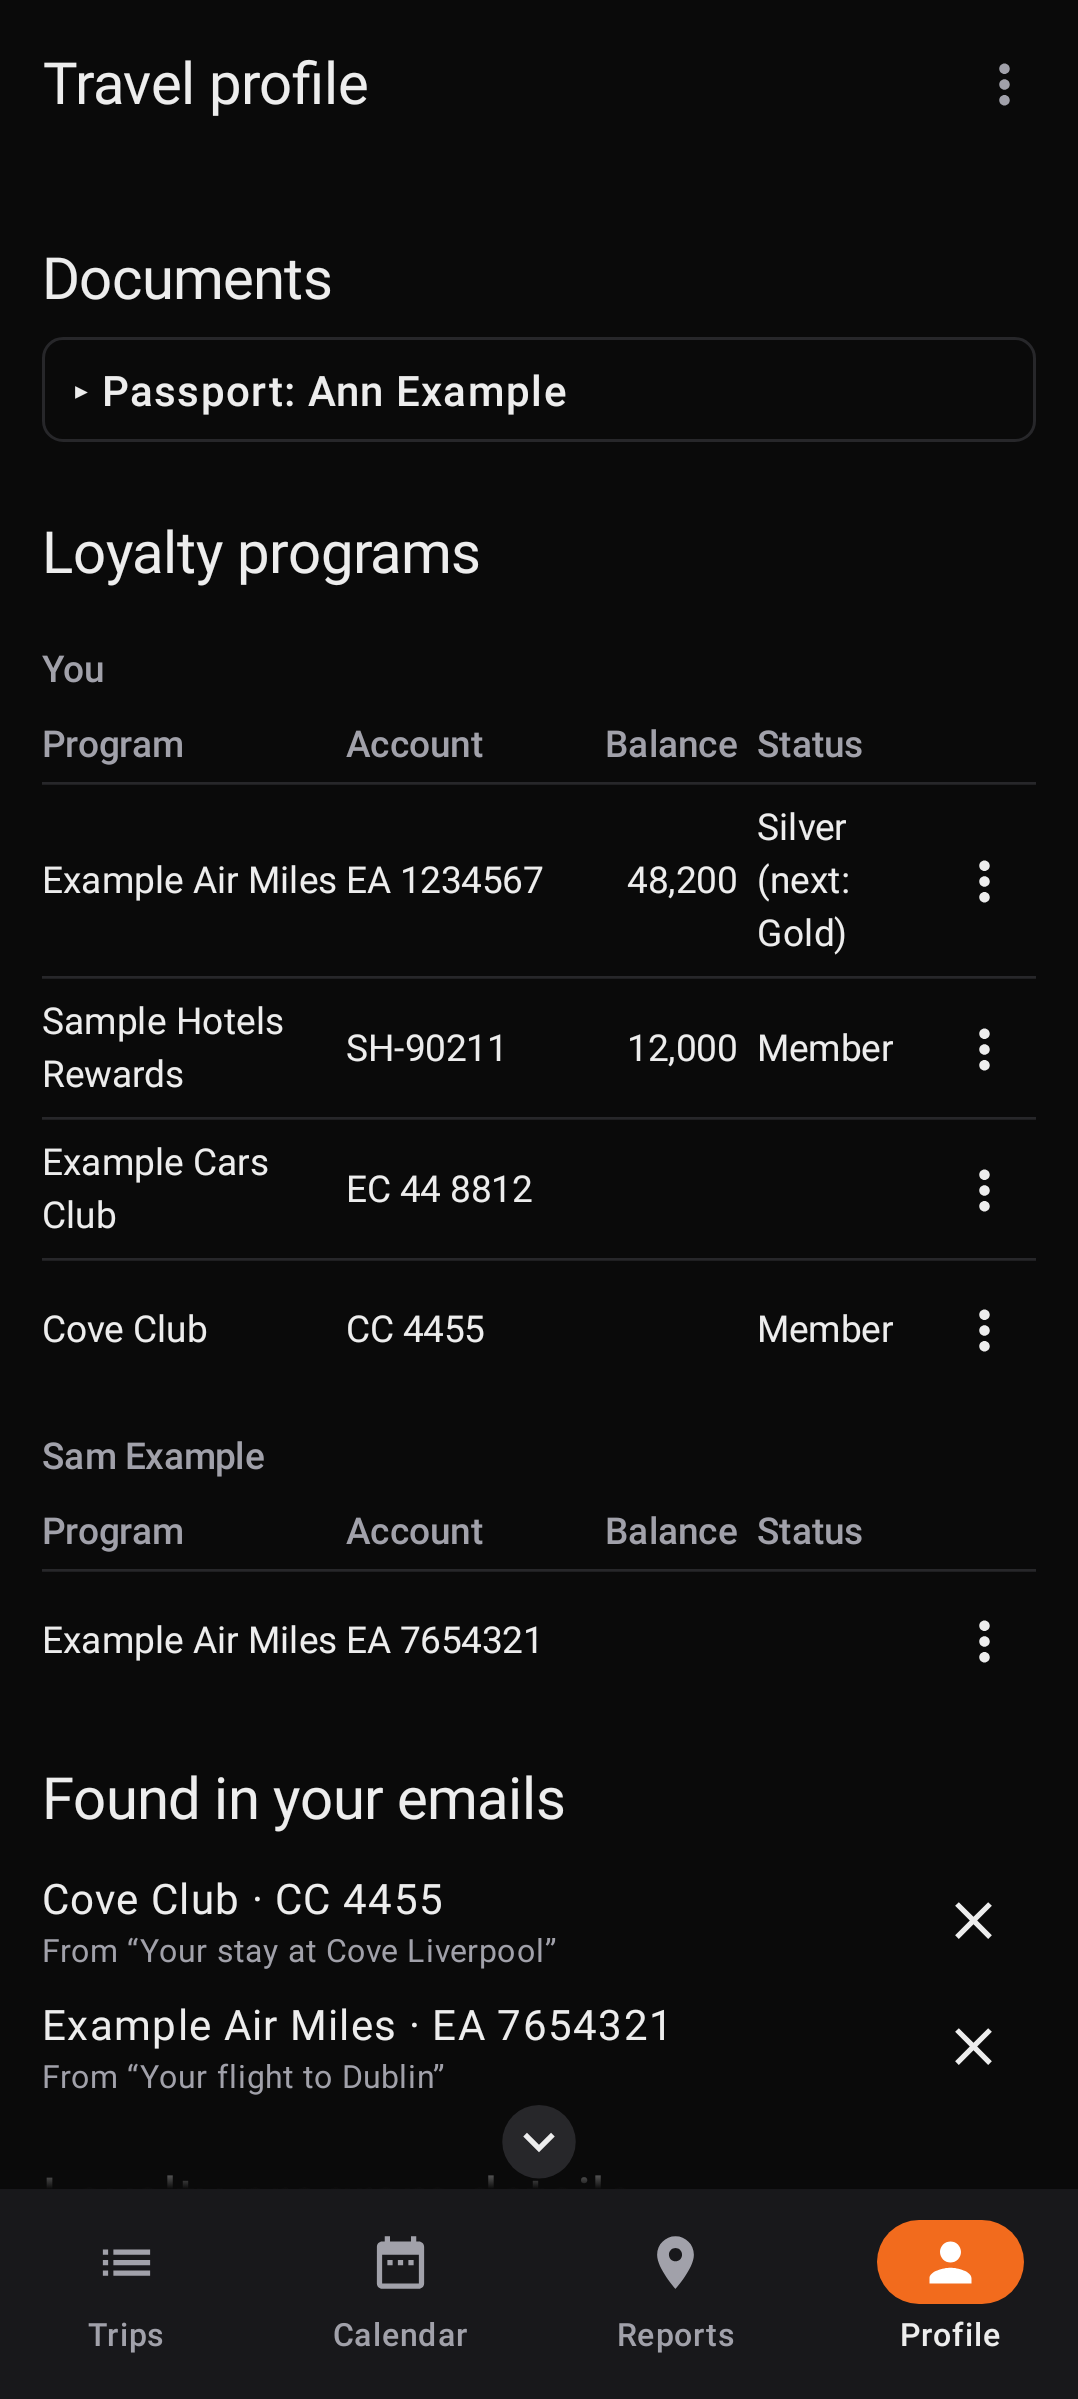 Travel profile
Documents
▸ Passport: Ann Example
Loyalty programs
You
Program Account Balance Status
Example Air Miles EA 1234567 48,200 Silver (next: Gold)
Sample Hotels Rewards SH-90211 12,000 Member
Example Cars Club EC 44 8812
Cove Club CC 4455 Member
Sam Example
Program Account Balance Status
Example Air Miles EA 7654321
Found in your emails
Cove Club · CC 4455
From “Your stay at Cove Liverpool”
Example Air Miles · EA 7654321
From “Your flight to Dublin”
Trips Calendar Reports Profile